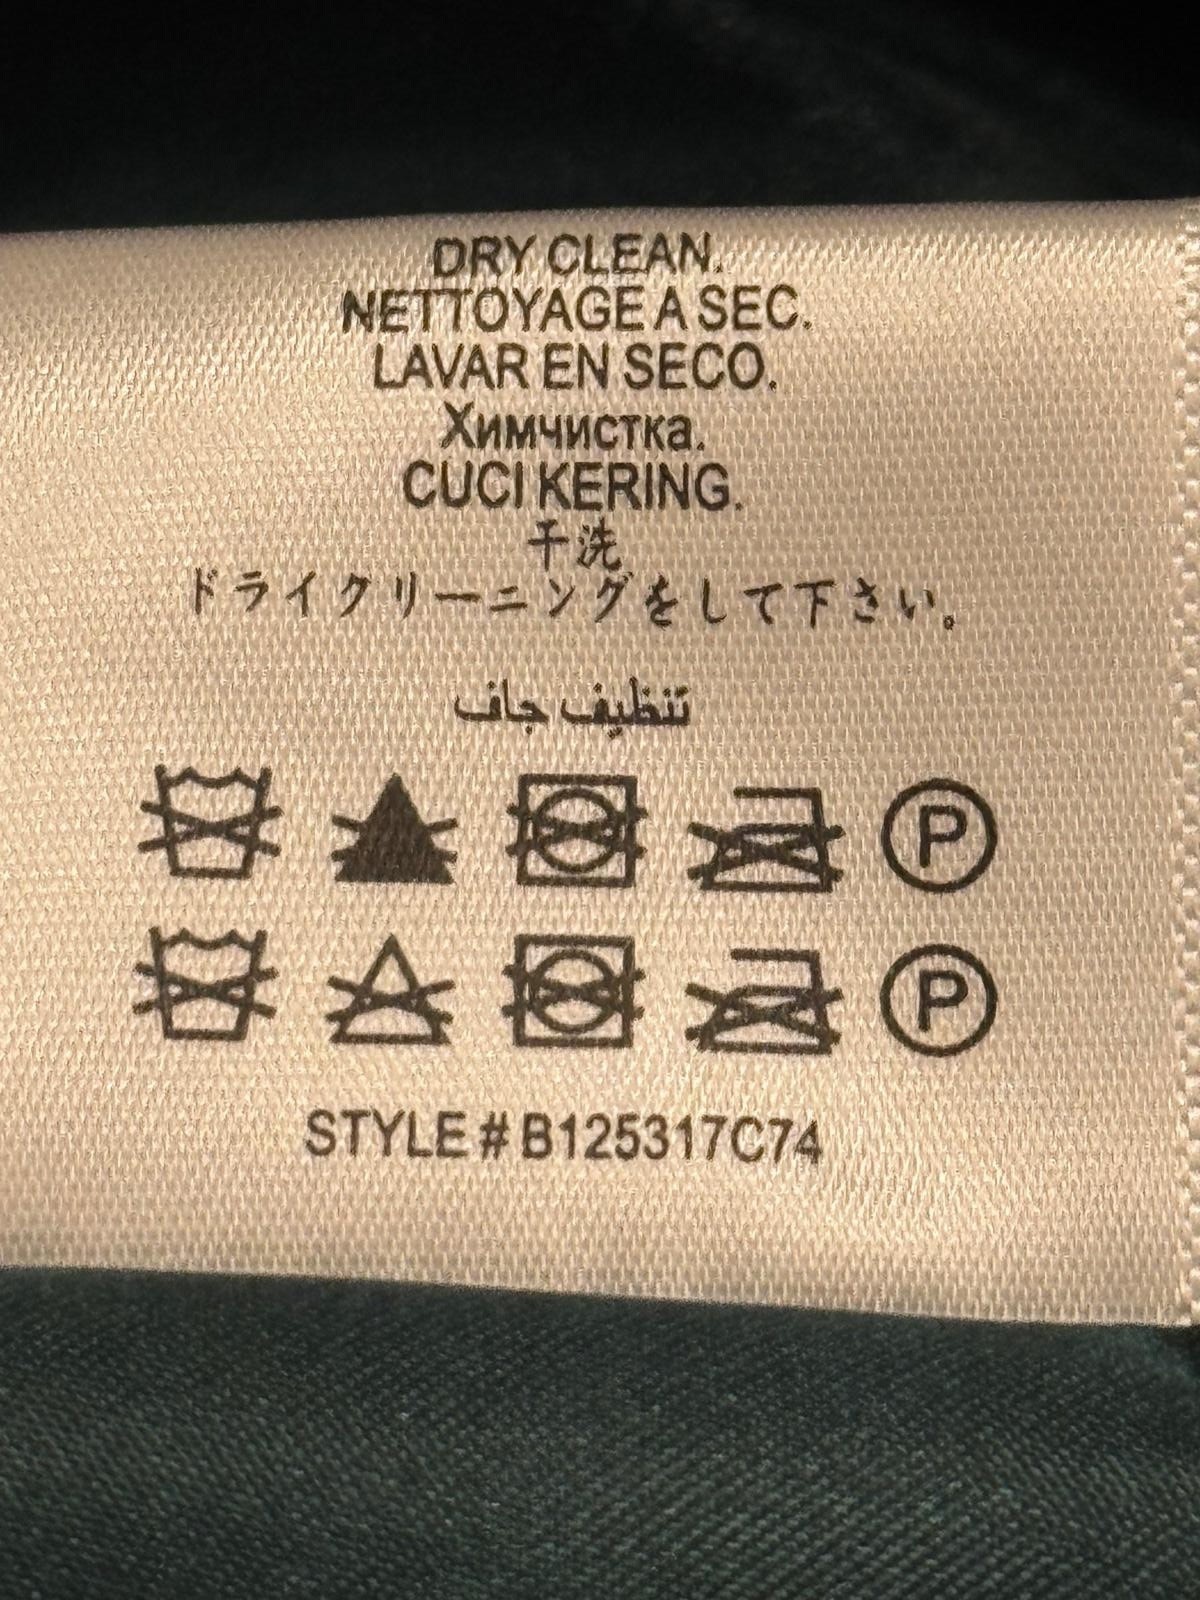 DRY CLEAN.
NETTOYAGE A SEC.
LAVAR EN SECO.
Химчистка.
CUCI KERING.
干洗
ドライクリーニングをして下さい。
تنظيف جاف
P
P
STYLE # B125317C74